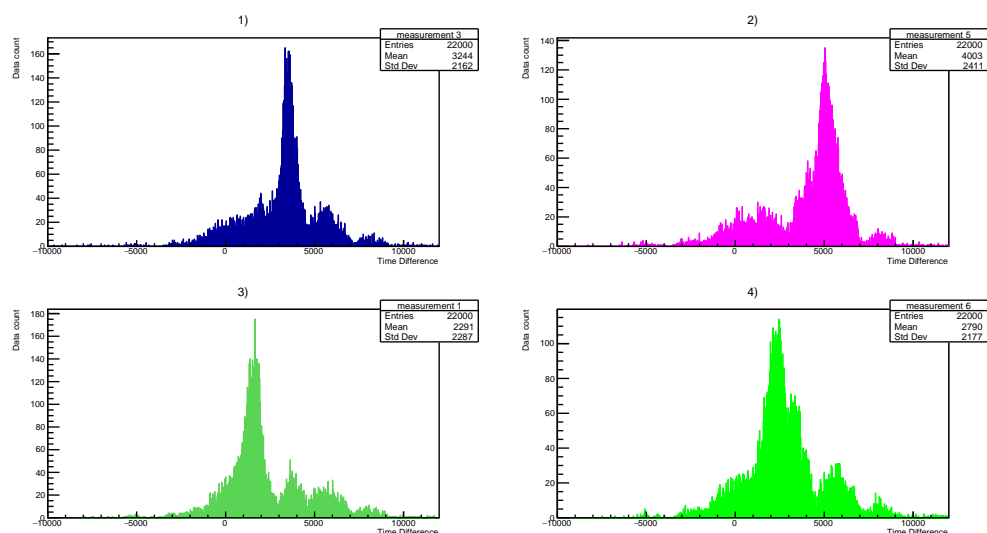 1)
measurement 3
Entries 22000
Mean 3244
Std Dev 2162
Data count
160
140
120
100
80
60
40
20
0
−10000 −5000 0 5000 10000
Time Difference
2)
measurement 5
Entries 22000
Mean 4003
Std Dev 2411
Data count
140
120
100
80
60
40
20
0
−10000 −5000 0 5000 10000
Time Difference
3)
measurement 1
Entries 22000
Mean 2291
Std Dev 2287
Data count
180
160
140
120
100
80
60
40
20
0
−10000 −5000 0 5000 10000
Time Difference
4)
measurement 6
Entries 22000
Mean 2790
Std Dev 2177
Data count
100
80
60
40
20
0
−10000 −5000 0 5000 10000
Time Difference